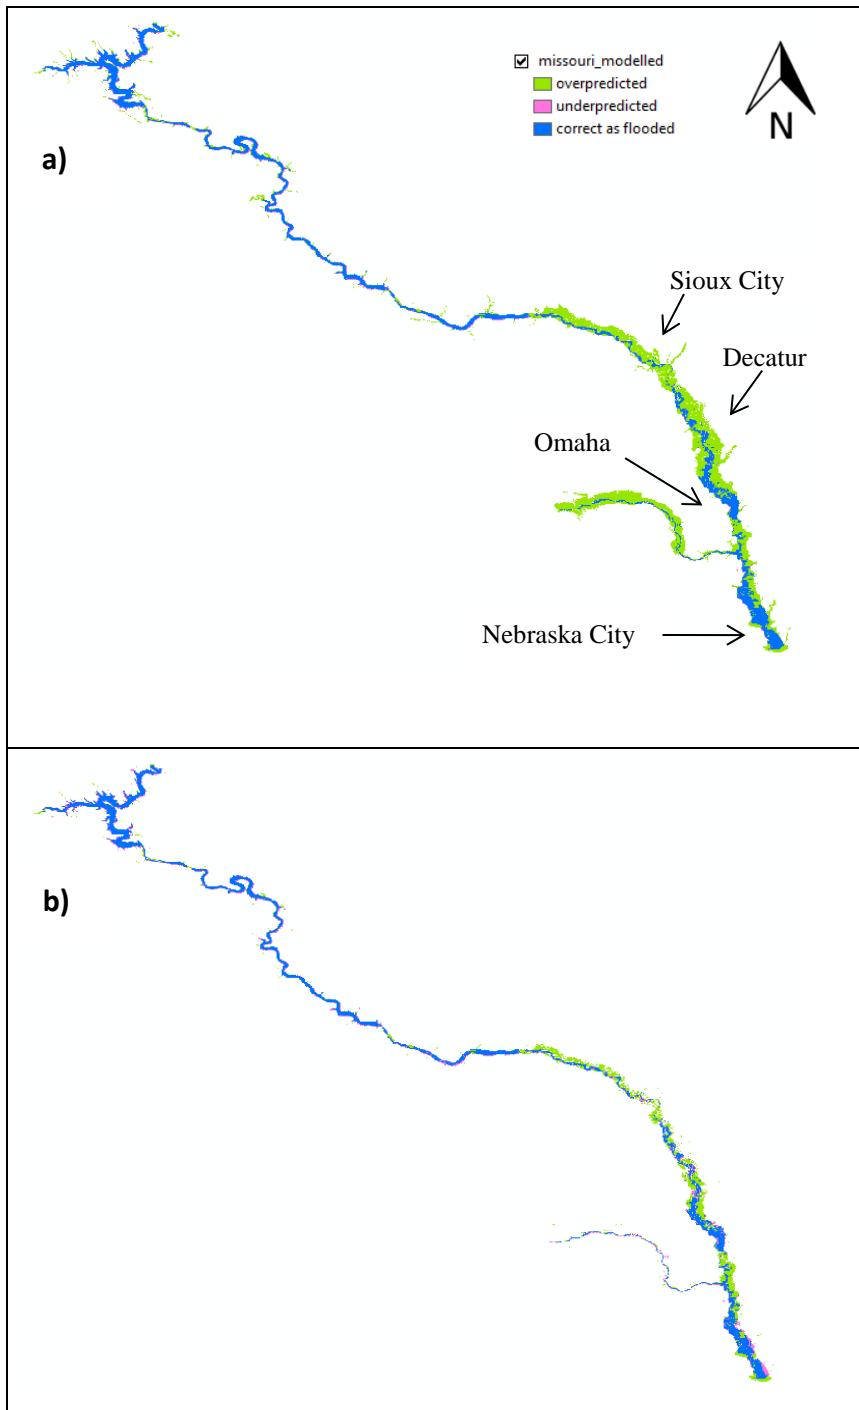 missouri_modelled
overpredicted
underpredicted
correct as flooded
N
a)
Sioux City
Decatur
Omaha
Nebraska City
b)